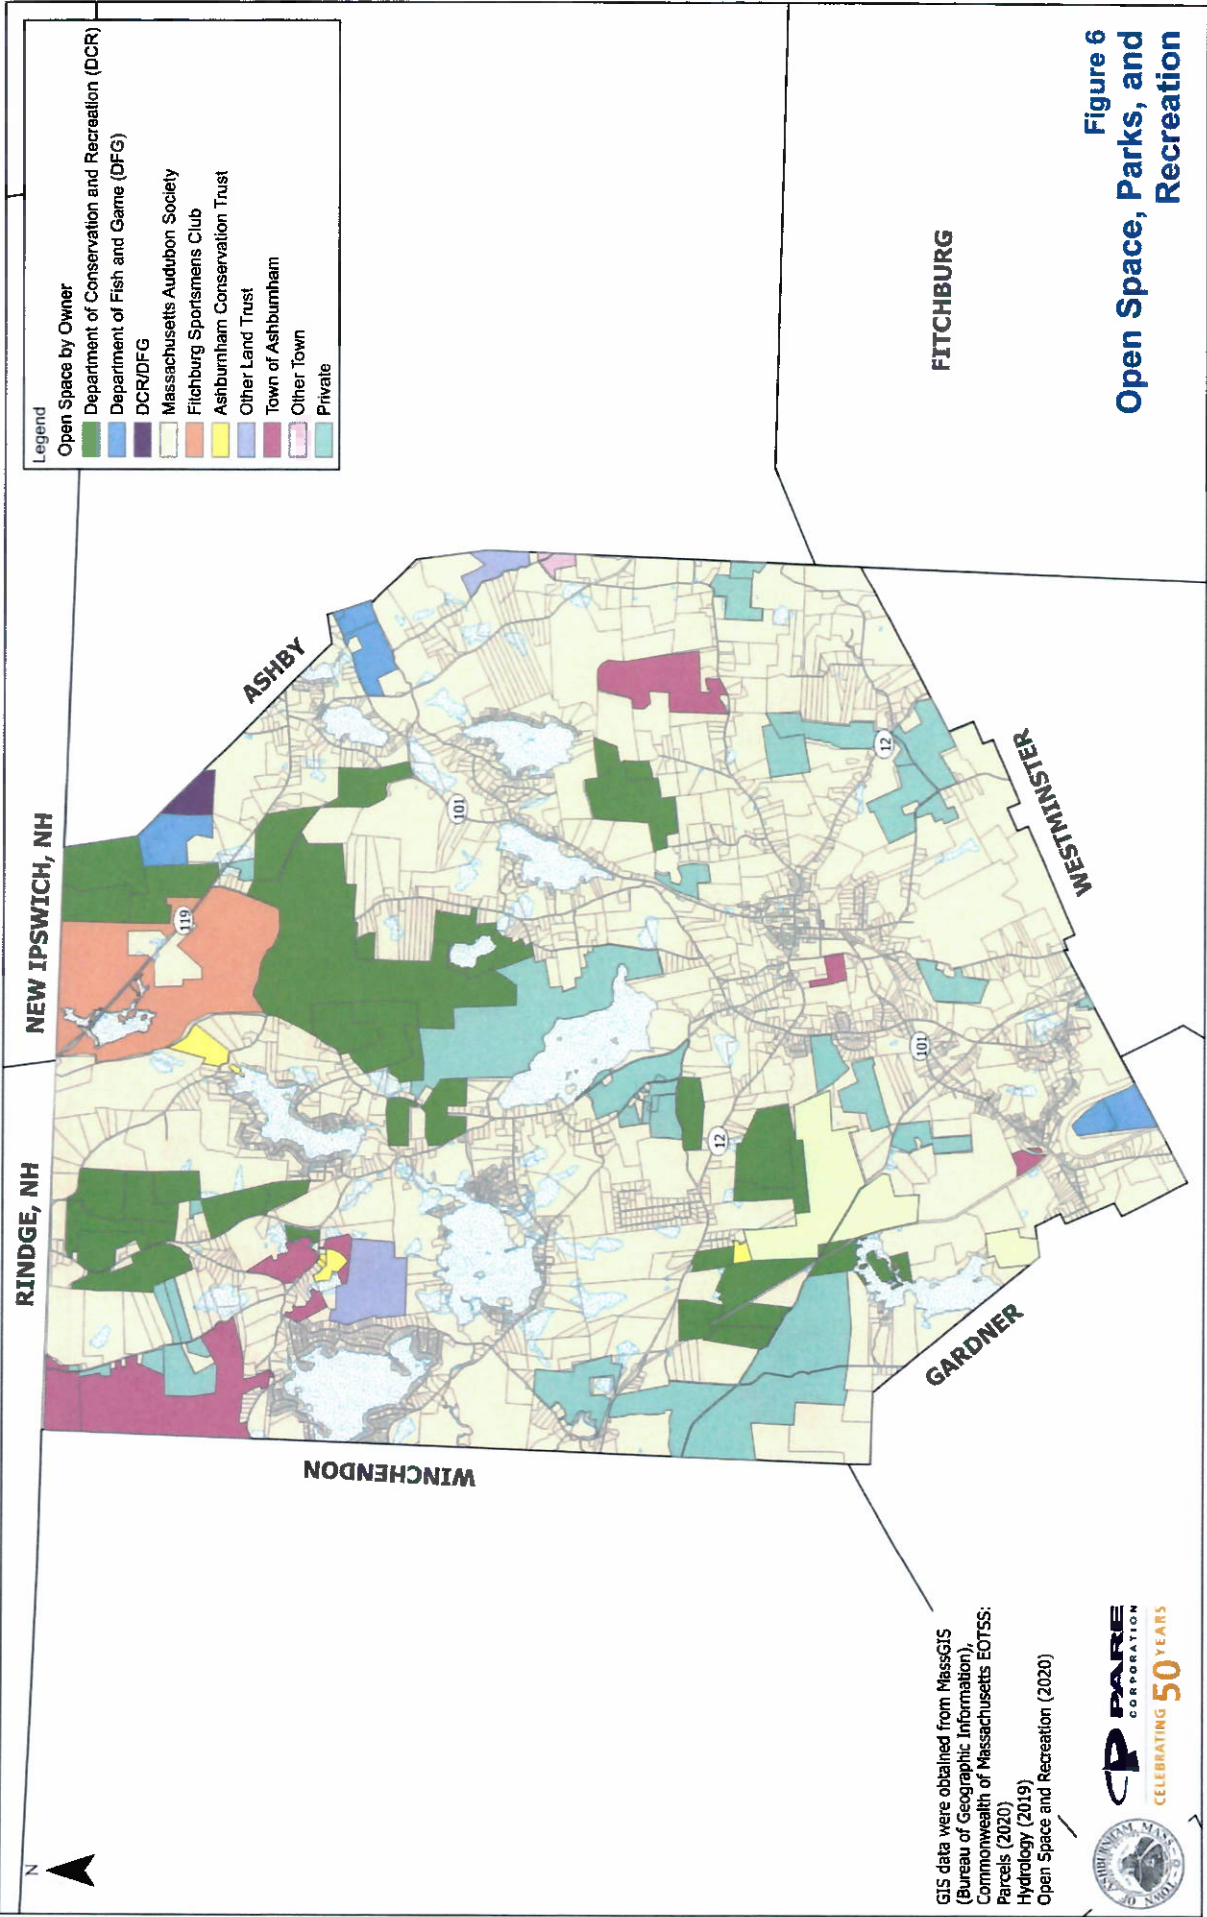 N
RINDGE, NH
NEW IPSWICH, NH
ASHBY
WINCHENDON
GARDNER
WESTMINSTER
FITCHBURG
119
101
12
12
101
Legend
Open Space by Owner
Department of Conservation and Recreation (DCR)
Department of Fish and Game (DFG)
DCR/DFG
Massachusetts Audubon Society
Fitchburg Sportsmens Club
Ashburnham Conservation Trust
Other Land Trust
Town of Ashburnham
Other Town
Private
GIS data were obtained from MassGIS
(Bureau of Geographic Information),
Commonwealth of Massachusetts EOTSS:
Parcels (2020)
Hydrology (2019)
Open Space and Recreation (2020)
TOWN OF ASHBURNHAM, MASS.
PARE
CORPORATION
CELEBRATING 50 YEARS
Figure 6
Open Space, Parks, and
Recreation